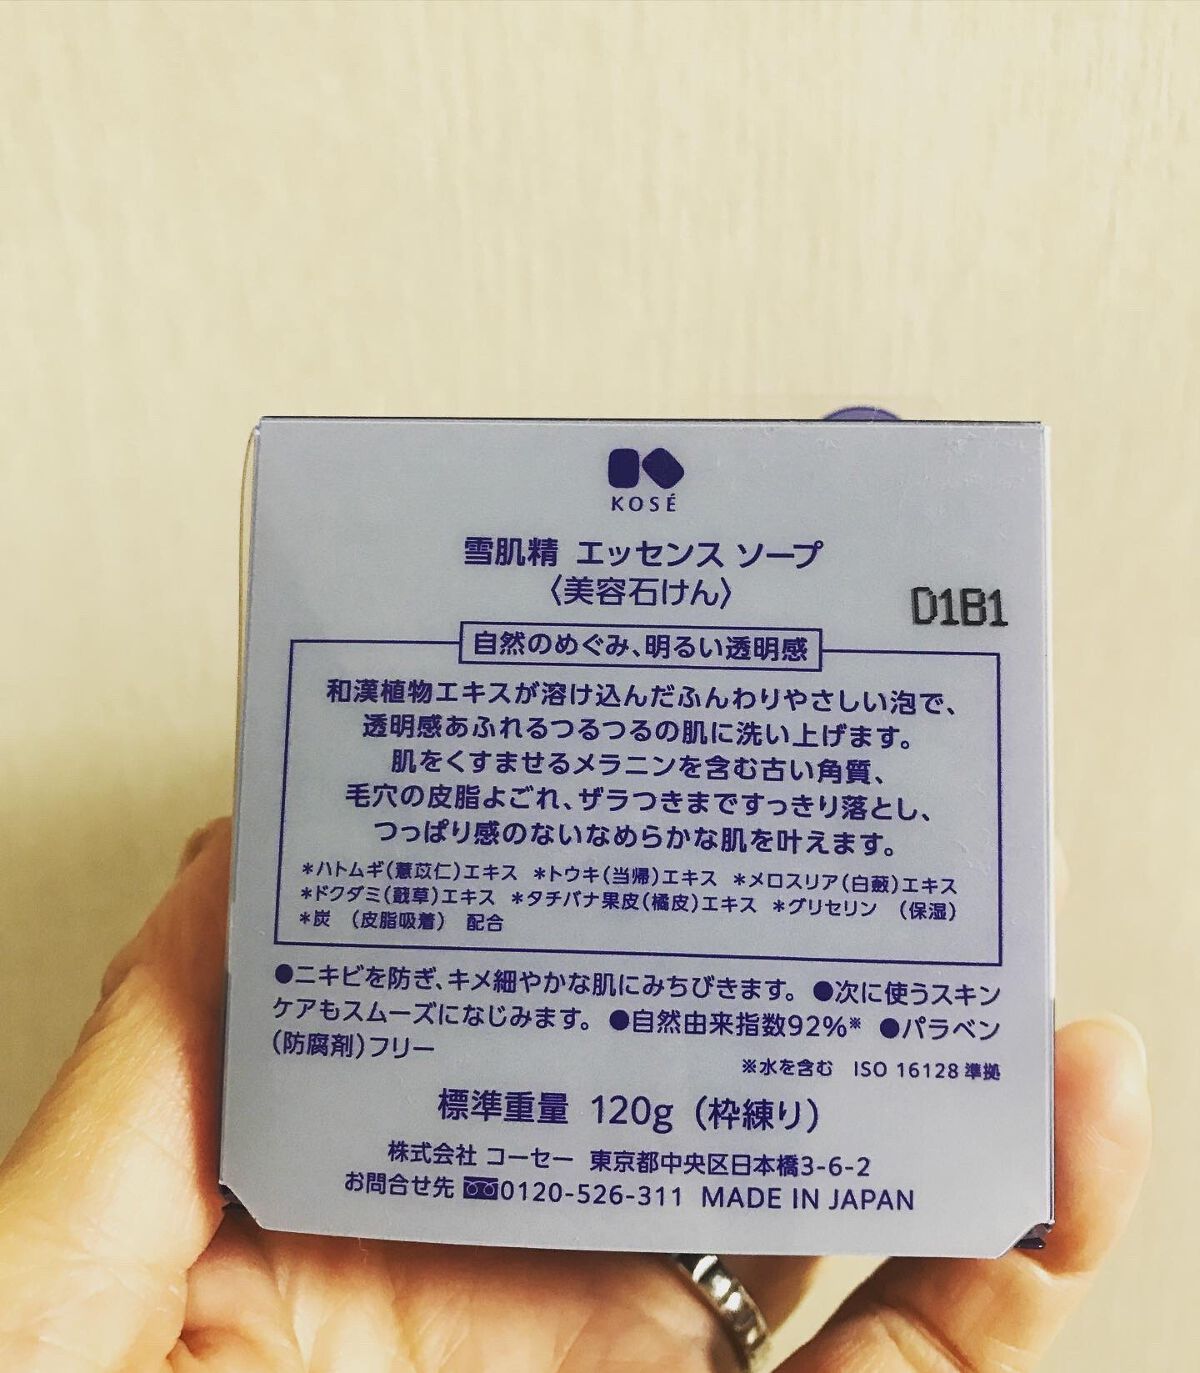 KOSÉ
雪肌精 エッセンス ソープ
〈美容石けん〉
D1B1
自然のめぐみ、明るい透明感
和漢植物エキスが溶け込んだふんわりやさしい泡で、
透明感あふれるつるつるの肌に洗い上げます。
肌をくすませるメラニンを含む古い角質、
毛穴の皮脂よごれ、ザラつきまですっきり落とし、
つっぱり感のないなめらかな肌を叶えます。
＊ハトムギ（薏苡仁）エキス ＊トウキ（当帰）エキス ＊メロスリア（白蘞）エキス
＊ドクダミ（蕺草）エキス ＊タチバナ果皮（橘皮）エキス ＊グリセリン （保湿）
＊炭 （皮脂吸着） 配合
●ニキビを防ぎ、キメ細やかな肌にみちびきます。 ●次に使うスキン
ケアもスムーズになじみます。 ●自然由来指数92%※ ●パラベン
（防腐剤）フリー
※水を含む ISO 16128 準拠
標準重量 120g （枠練り）
株式会社 コーセー 東京都中央区日本橋3-6-2
お問合せ先 0120-526-311 MADE IN JAPAN